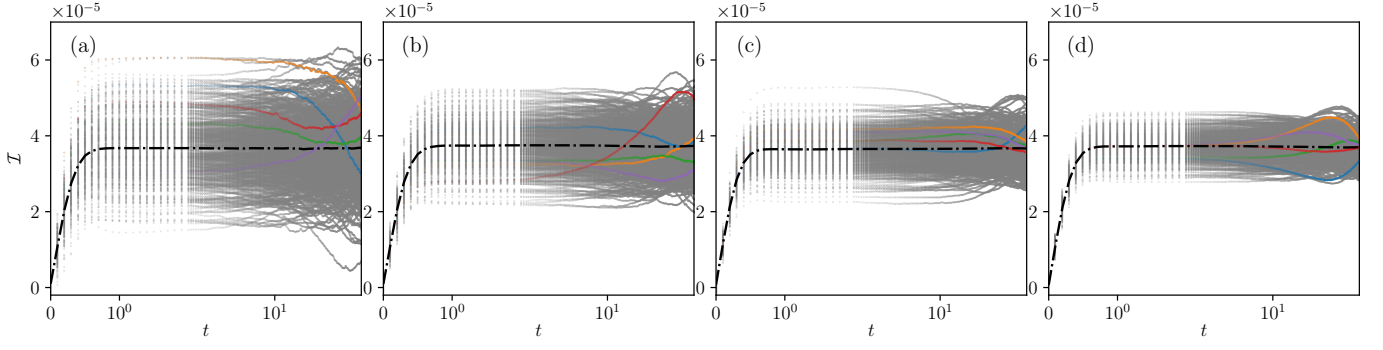 ×10⁻⁵ ×10⁻⁵ ×10⁻⁵ ×10⁻⁵
(a) (b) (c) (d)
6 6 6 6
4 4 4 4
ℐ
2 2 2 2
0 0 0 0
0 10⁰ 10¹ 0 10⁰ 10¹ 0 10⁰ 10¹ 0 10⁰ 10¹
t t t t